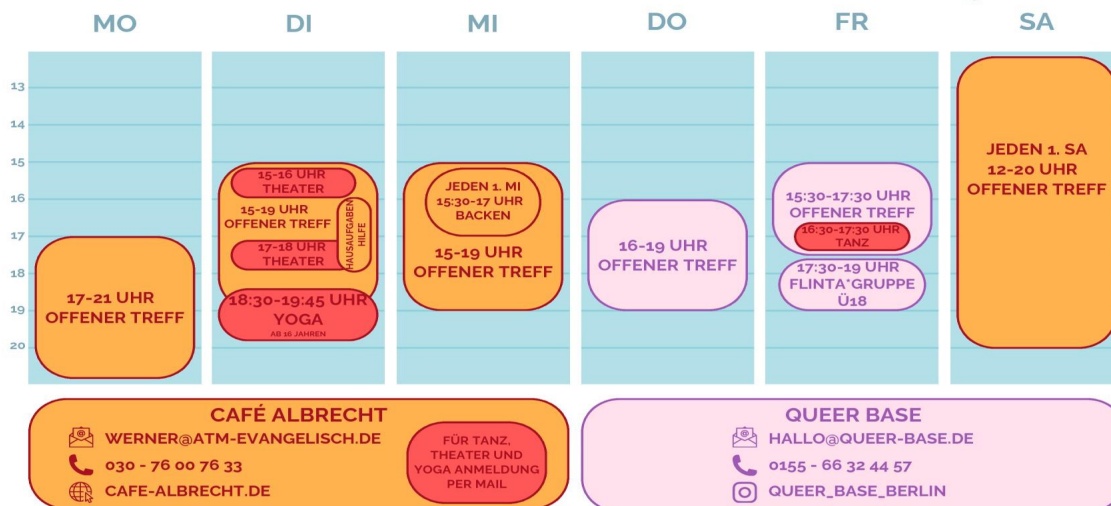 MO DI MI DO FR SA
13
14
15
16
17
18
19
20
17-21 UHR
OFFENER TREFF
15-16 UHR
THEATER
15-19 UHR
OFFENER TREFF
HAUSAUFGABEN
HILFE
17-18 UHR
THEATER
18:30-19:45 UHR
YOGA
AB 16 JAHREN
JEDEN 1. MI
15:30-17 UHR
BACKEN
15-19 UHR
OFFENER TREFF
16-19 UHR
OFFENER TREFF
15:30-17:30 UHR
OFFENER TREFF
16:30-17:30 UHR
TANZ
17:30-19 UHR
FLINTA*GRUPPE
Ü18
JEDEN 1. SA
12-20 UHR
OFFENER TREFF
CAFÉ ALBRECHT
WERNER@ATM-EVANGELISCH.DE
030 - 76 00 76 33
CAFE-ALBRECHT.DE
FÜR TANZ,
THEATER UND
YOGA ANMELDUNG
PER MAIL
QUEER BASE
HALLO@QUEER-BASE.DE
0155 - 66 32 44 57
QUEER_BASE_BERLIN